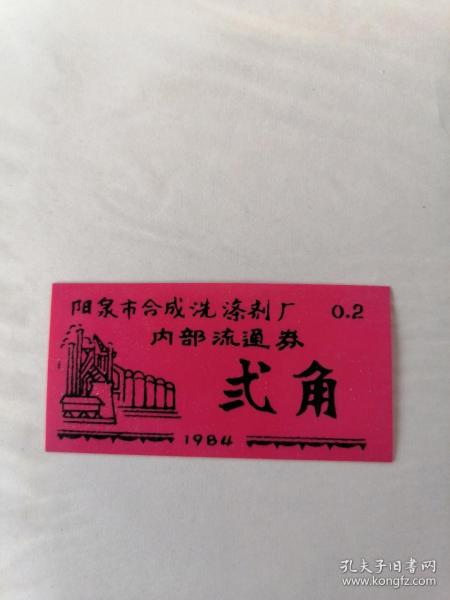 阳泉市合成洗涤剂厂 0.2
内部流通券
弍角
1984
孔夫子旧书网
www.kongfz.com